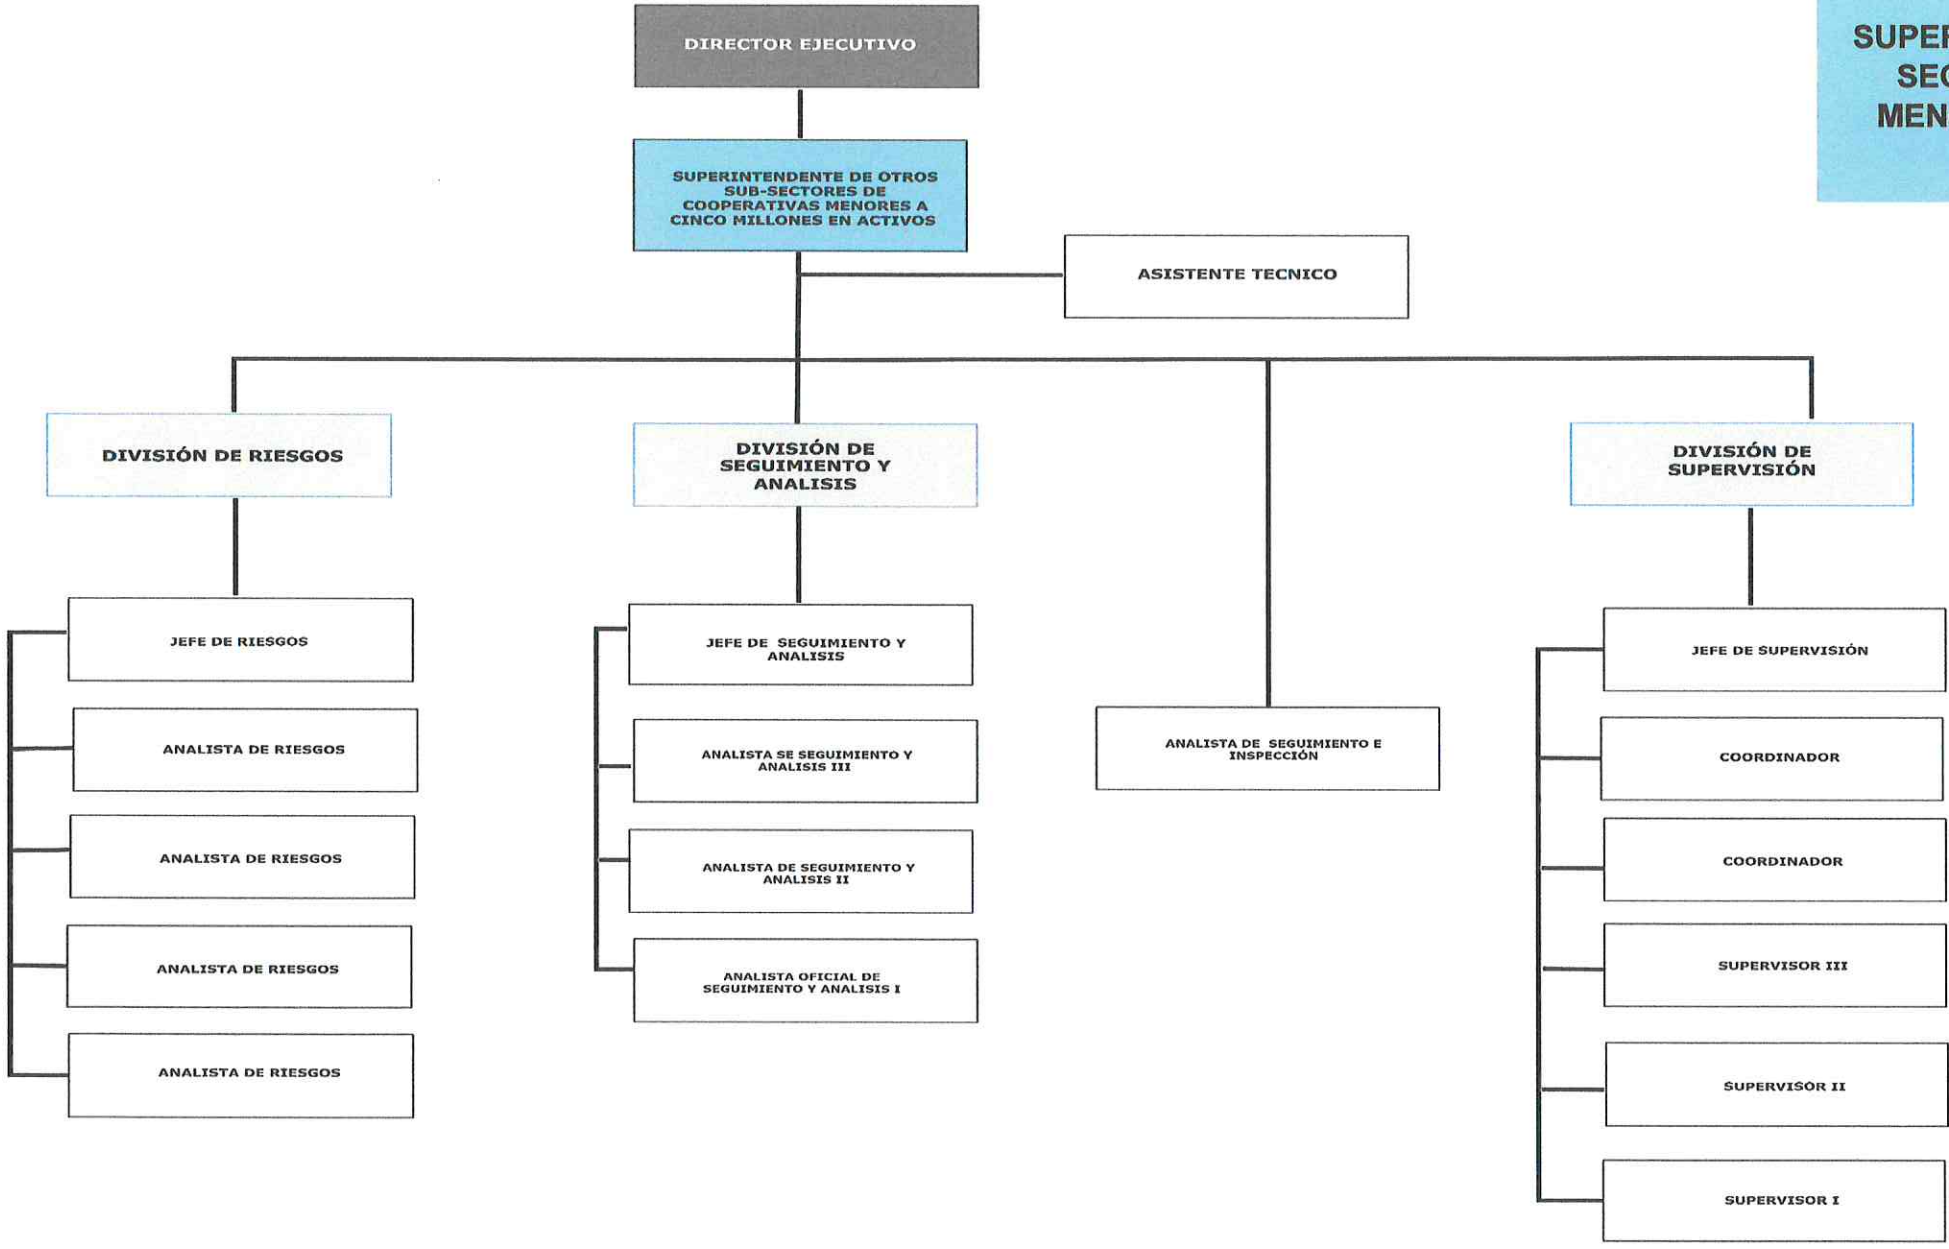 DIRECTOR EJECUTIVO
SUPERINTENDENTE DE OTROS
SUB-SECTORES DE
COOPERATIVAS MENORES A
CINCO MILLONES EN ACTIVOS
ASISTENTE TECNICO
DIVISIÓN DE RIESGOS
DIVISIÓN DE
SEGUIMIENTO Y
ANALISIS
DIVISIÓN DE
SUPERVISIÓN
JEFE DE RIESGOS
ANALISTA DE RIESGOS
ANALISTA DE RIESGOS
ANALISTA DE RIESGOS
ANALISTA DE RIESGOS
JEFE DE SEGUIMIENTO Y
ANALISIS
ANALISTA SE SEGUIMIENTO Y
ANALISIS III
ANALISTA DE SEGUIMIENTO Y
ANALISIS II
ANALISTA OFICIAL DE
SEGUIMIENTO Y ANALISIS I
ANALISTA DE SEGUIMIENTO E
INSPECCIÓN
JEFE DE SUPERVISIÓN
COORDINADOR
COORDINADOR
SUPERVISOR III
SUPERVISOR II
SUPERVISOR I